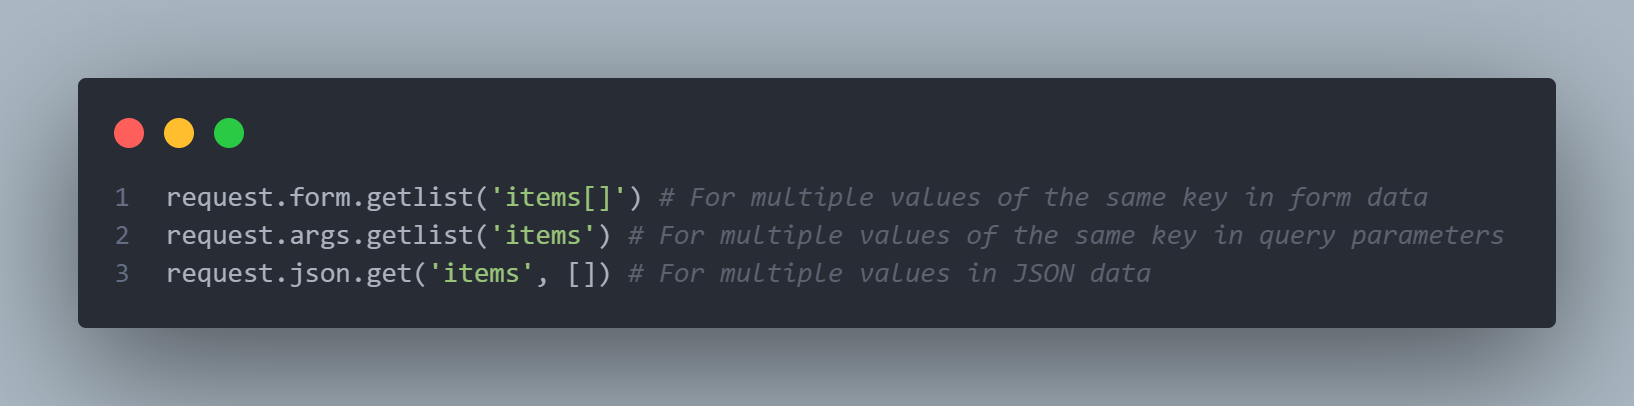 1 request.form.getlist('items[]') # For multiple values of the same key in form data
2 request.args.getlist('items') # For multiple values of the same key in query parameters
3 request.json.get('items', []) # For multiple values in JSON data